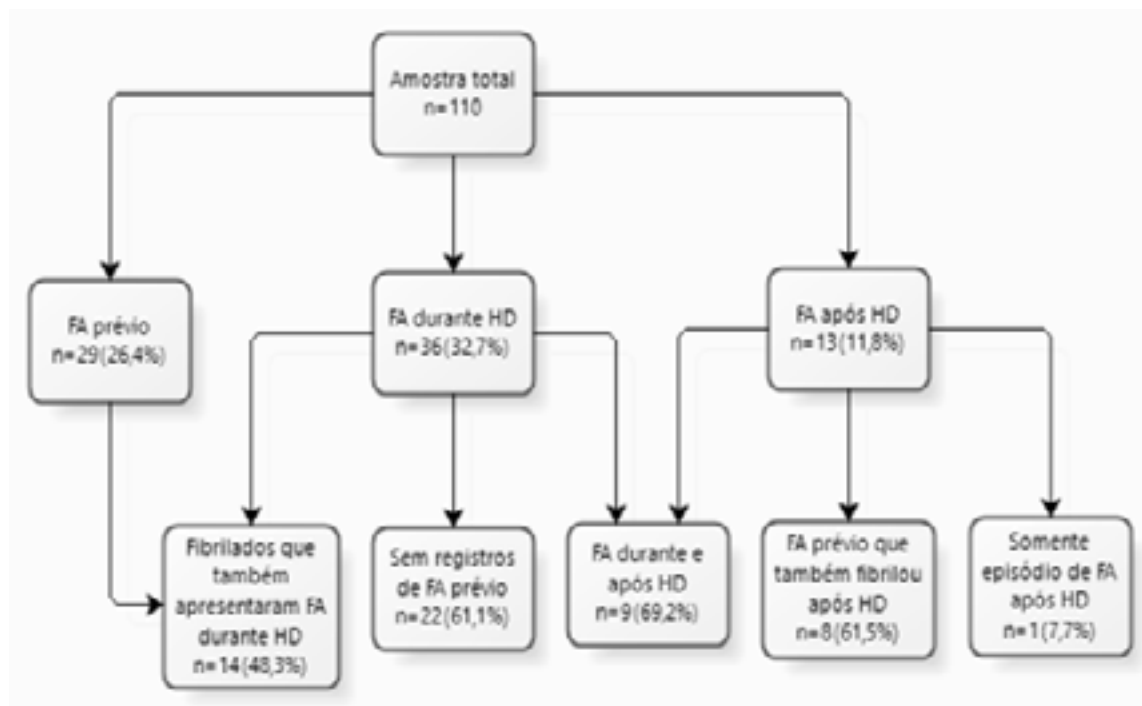 Amostra total
n=110
FA prévio
n=29(26,4%)
FA durante HD
n=36(32,7%)
FA após HD
n=13(11,8%)
Fibrilados que
também
apresentaram FA
durante HD
n=14(48,3%)
Sem registros
de FA prévio
n=22(61,1%)
FA durante e
após HD
n=9(69,2%)
FA prévio que
também fibrilou
após HD
n=8(61,5%)
Somente
episódio de FA
após HD
n=1(7,7%)